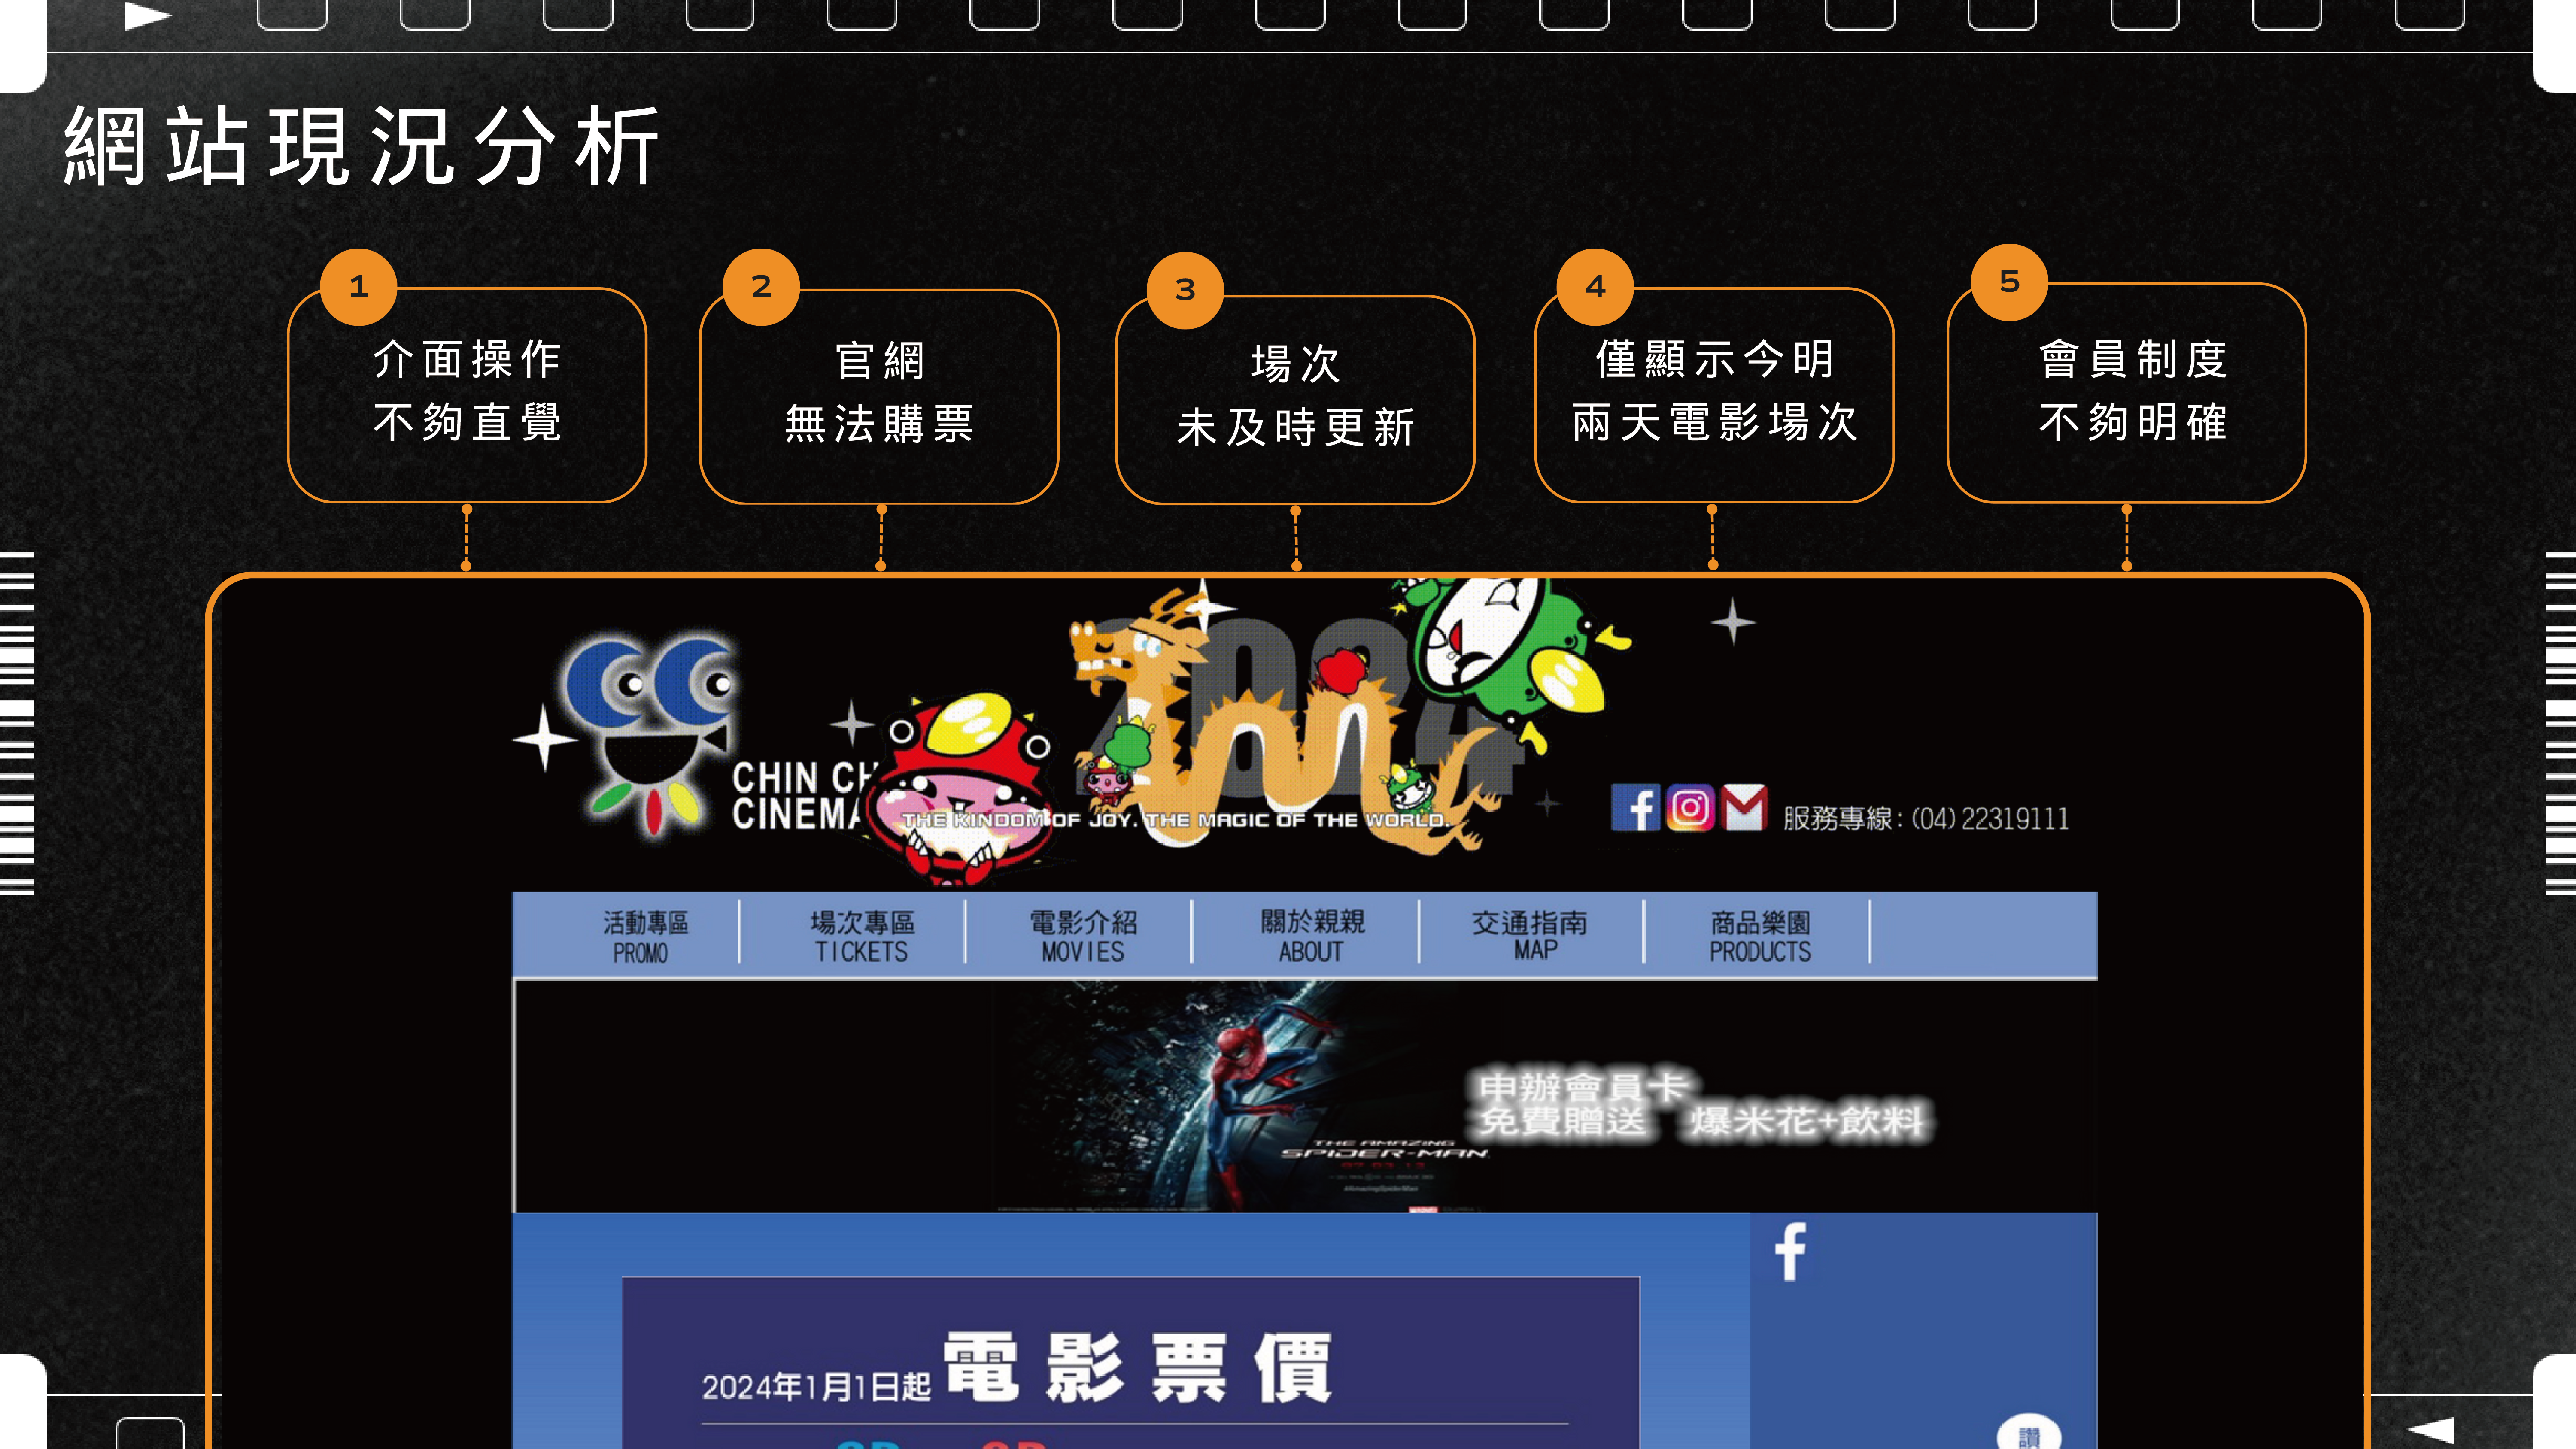 網站現況分析
1
介面操作
不夠直覺
2
官網
無法購票
3
場次
未及時更新
4
僅顯示今明
兩天電影場次
5
會員制度
不夠明確
2024
CHIN CH
CINEMA
THE KINDOM OF JOY. THE MAGIC OF THE WORLD.
服務專線：(04)22319111
活動專區
PROMO
場次專區
TICKETS
電影介紹
MOVIES
關於親親
ABOUT
交通指南
MAP
商品樂園
PRODUCTS
申辦會員卡
免費贈送 爆米花+飲料
THE AMAZING
SPIDER-MAN
07.03.12
2024年1月1日起 電影票價
讚